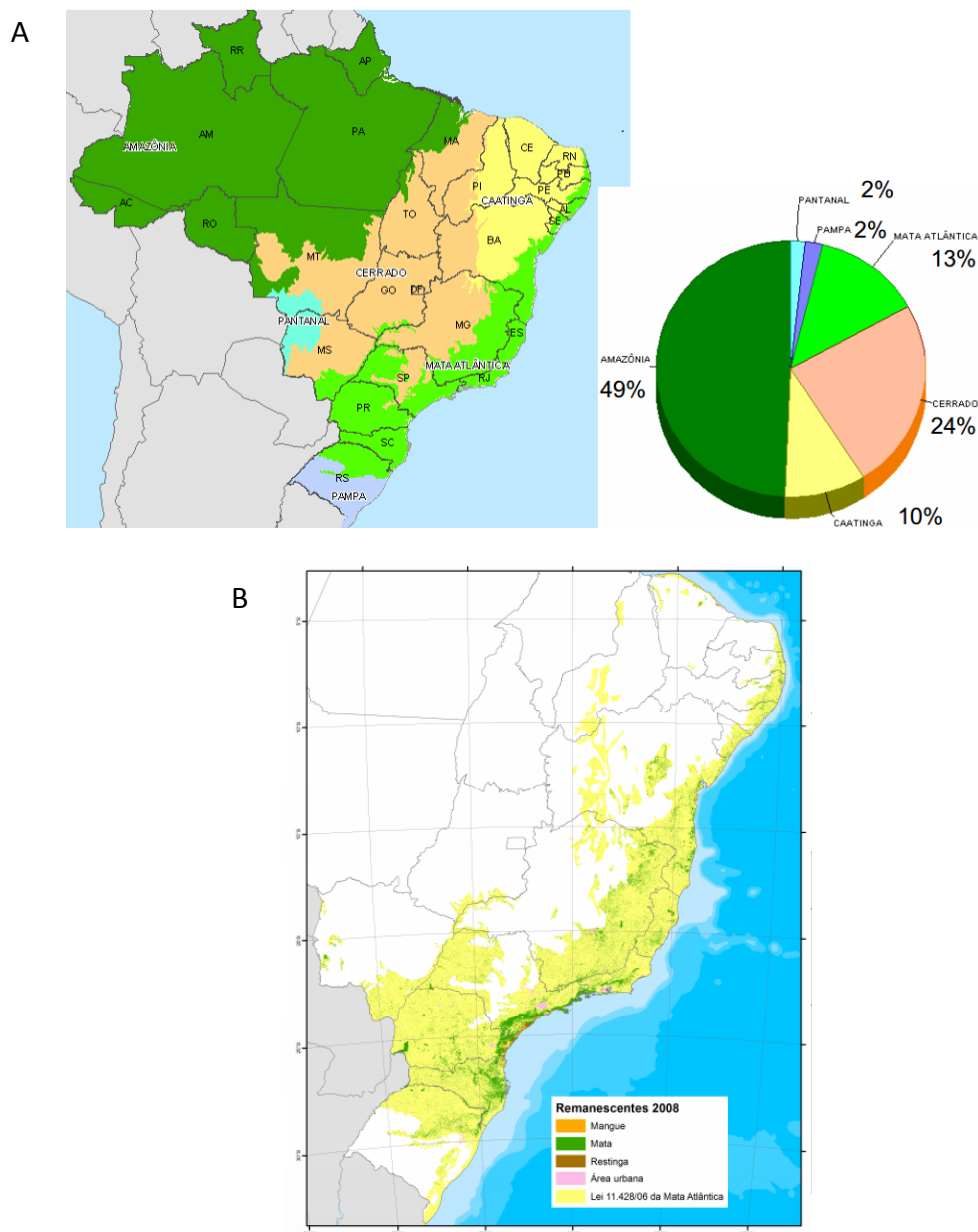 A
RR
AP
AM
PA
AMAZÔNIA
MA
CE
RN
PB
PI
PE
CAATINGA
AL
SE
AC
TO
RO
BA
MT
CERRADO
GO
DF
PANTANAL
MG
MS
ES
MATA ATLÂNTICA
SP
RJ
PR
SC
RS
PAMPA
PANTANAL 2%
PAMPA 2%
MATA ATLÂNTICA
13%
AMAZÔNIA
49%
CERRADO
24%
CAATINGA 10%
B
Remanescentes 2008
Mangue
Mata
Restinga
Área urbana
Lei 11.428/06 da Mata Atlântica